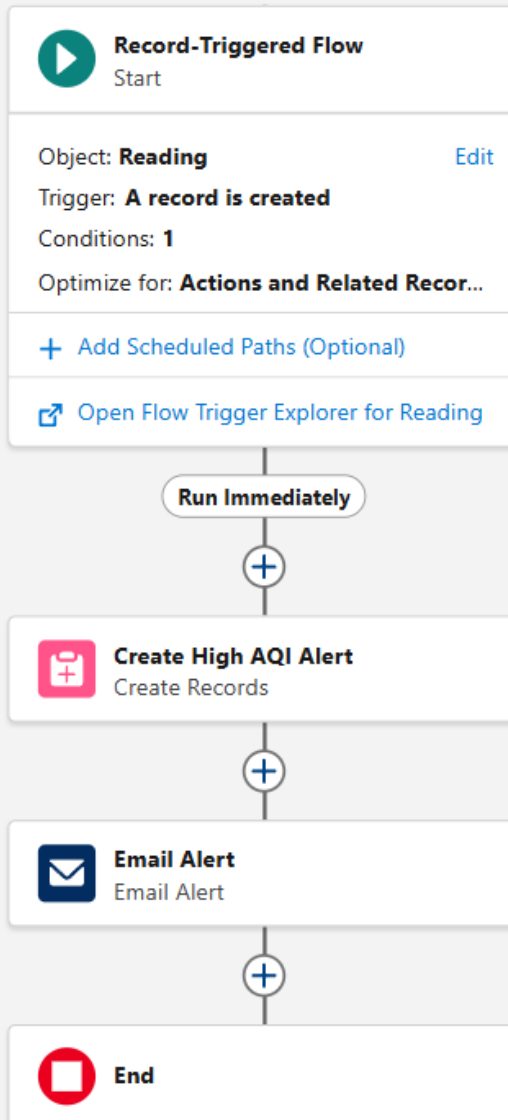 Record-Triggered Flow
Start
Object: Reading
Edit
Trigger: A record is created
Conditions: 1
Optimize for: Actions and Related Recor...
Add Scheduled Paths (Optional)
Open Flow Trigger Explorer for Reading
Run Immediately
Create High AQI Alert
Create Records
Email Alert
Email Alert
End